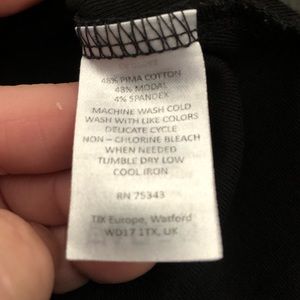 48% PIMA COTTON
48% MODAL
4% SPANDEX
MACHINE WASH COLD
WASH WITH LIKE COLORS
DELICATE CYCLE
NON – CHLORINE BLEACH
WHEN NEEDED
TUMBLE DRY LOW
COOL IRON
RN 75343
TJX Europe, Watford
WD17 1TX, UK